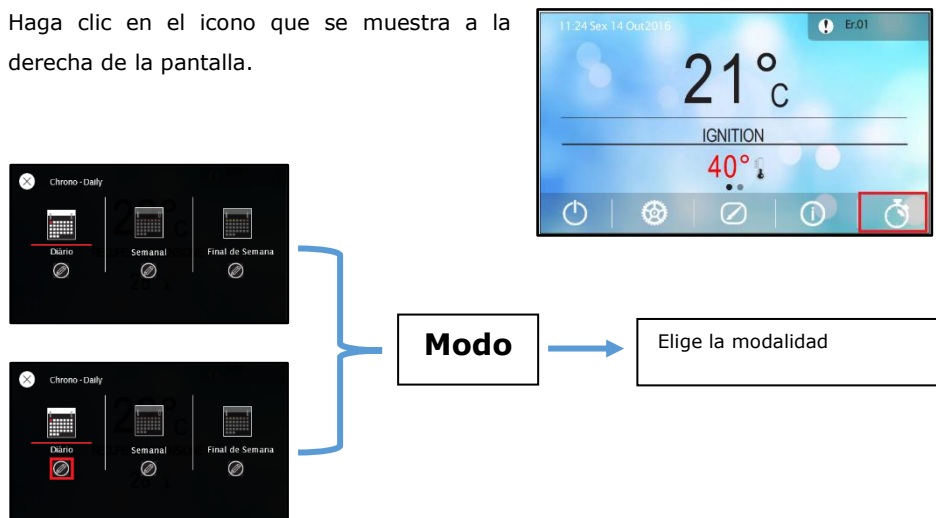 Haga clic en el icono que se muestra a la
derecha de la pantalla.
11:24 Sex 14 Out2016
Er.01
21°C
IGNITION
40°
Chrono - Daily
Diàrio
Semanal
Final de Semana
Modo
Elige la modalidad
Chrono - Daily
Diàrio
Semanal
Final de Semana